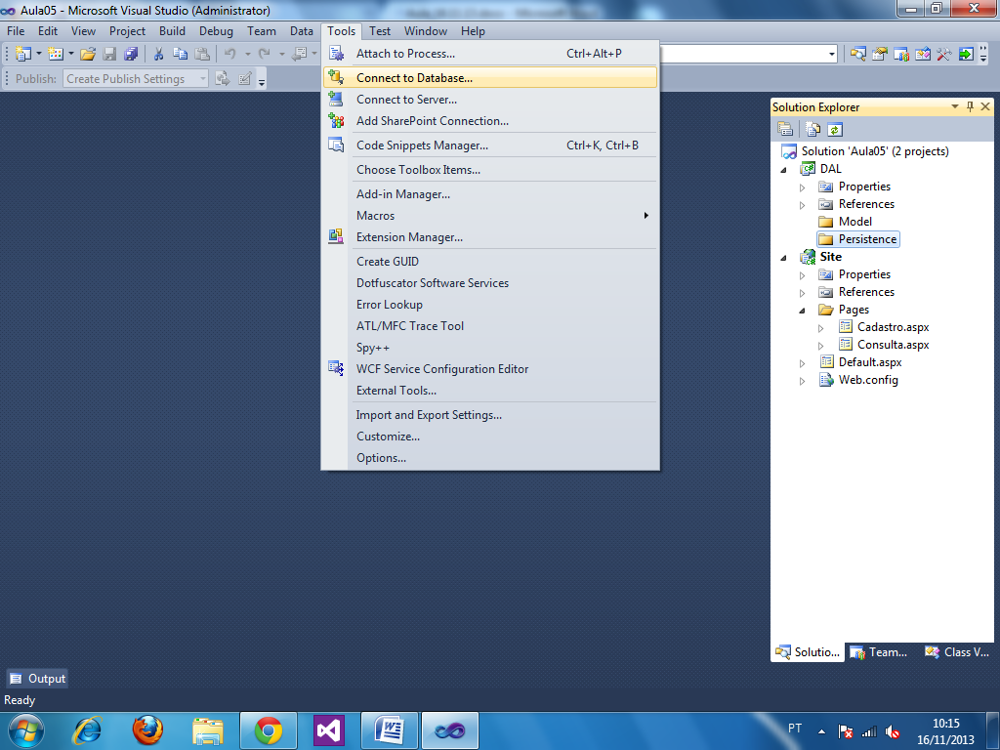 Aula05 - Microsoft Visual Studio (Administrator)
File Edit View Project Build Debug Team Data Tools Test Window Help
Publish: Create Publish Settings
Attach to Process... Ctrl+Alt+P
Connect to Database...
Connect to Server...
Add SharePoint Connection...
Code Snippets Manager... Ctrl+K, Ctrl+B
Choose Toolbox Items...
Add-in Manager...
Macros
Extension Manager...
Create GUID
Dotfuscator Software Services
Error Lookup
ATL/MFC Trace Tool
Spy++
WCF Service Configuration Editor
External Tools...
Import and Export Settings...
Customize...
Options...
Solution Explorer
Solution 'Aula05' (2 projects)
DAL
Properties
References
Model
Persistence
Site
Properties
References
Pages
Cadastro.aspx
Consulta.aspx
Default.aspx
Web.config
Solutio... Team... Class V...
Output
Ready
PT
10:15
16/11/2013